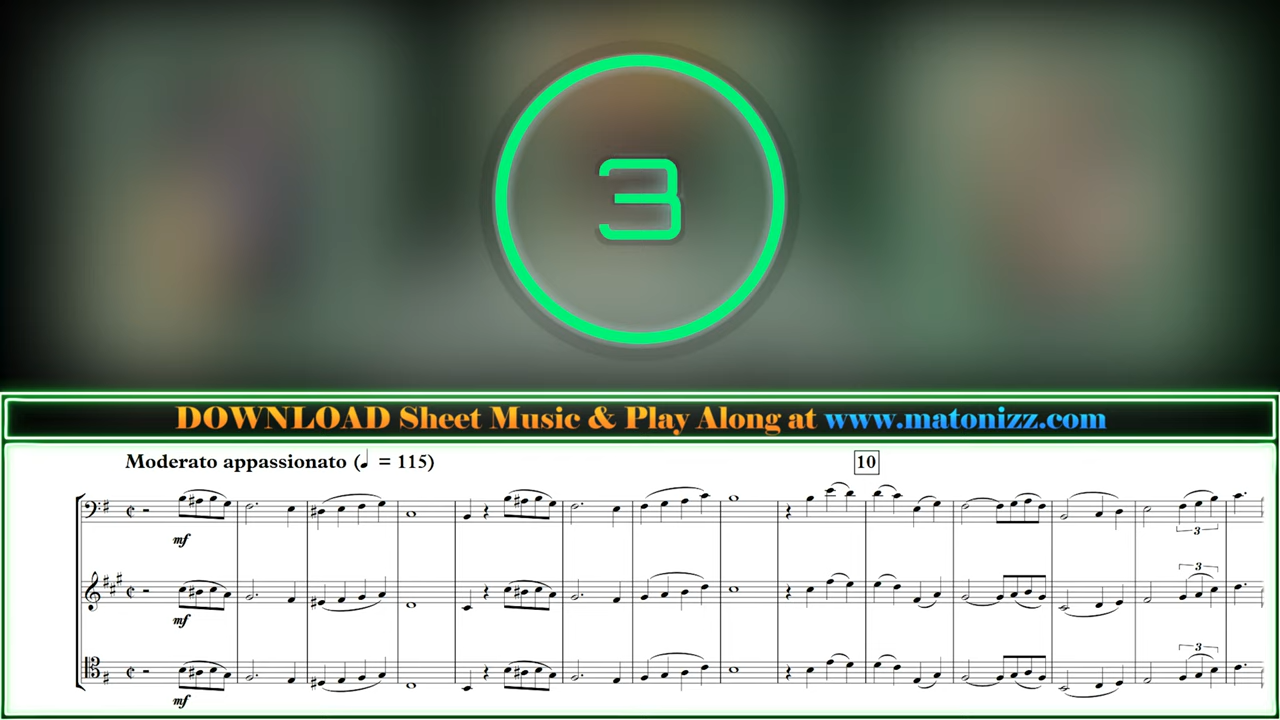 3
DOWNLOAD Sheet Music & Play Along at www.matonizz.com
Moderato appassionato (♩ = 115)
10
mf
3
mf
3
mf
3